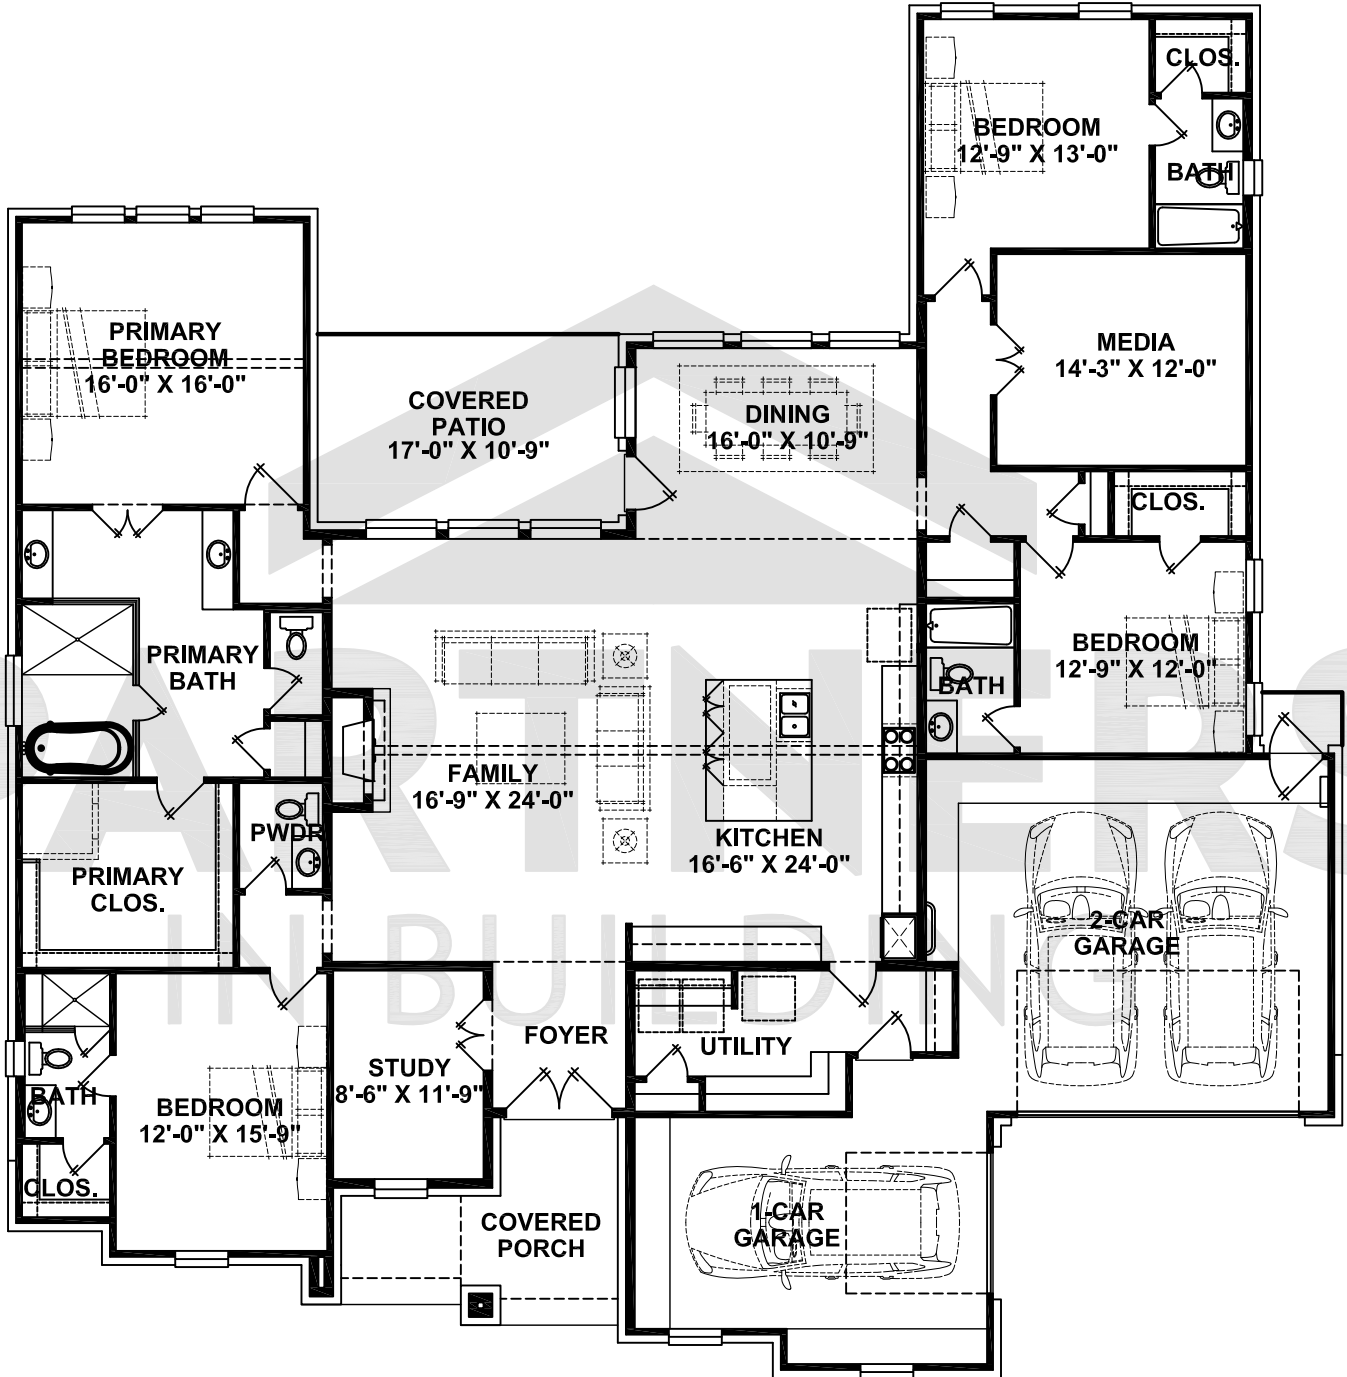 CLOS.
BEDROOM
12'-9" X 13'-0"
BATH
PRIMARY
BEDROOM
16'-0" X 16'-0"
MEDIA
14'-3" X 12'-0"
COVERED
PATIO
17'-0" X 10'-9"
DINING
16'-0" X 10'-9"
CLOS.
PRIMARY
BATH
BEDROOM
12'-9" X 12'-0"
BATH
FAMILY
16'-9" X 24'-0"
KITCHEN
16'-6" X 24'-0"
PWDR
PRIMARY
CLOS.
2-CAR
GARAGE
FOYER
UTILITY
STUDY
8'-6" X 11'-9"
BATH
BEDROOM
12'-0" X 15'-9"
CLOS.
COVERED
PORCH
1-CAR
GARAGE
PARTNERS
IN BUILDING